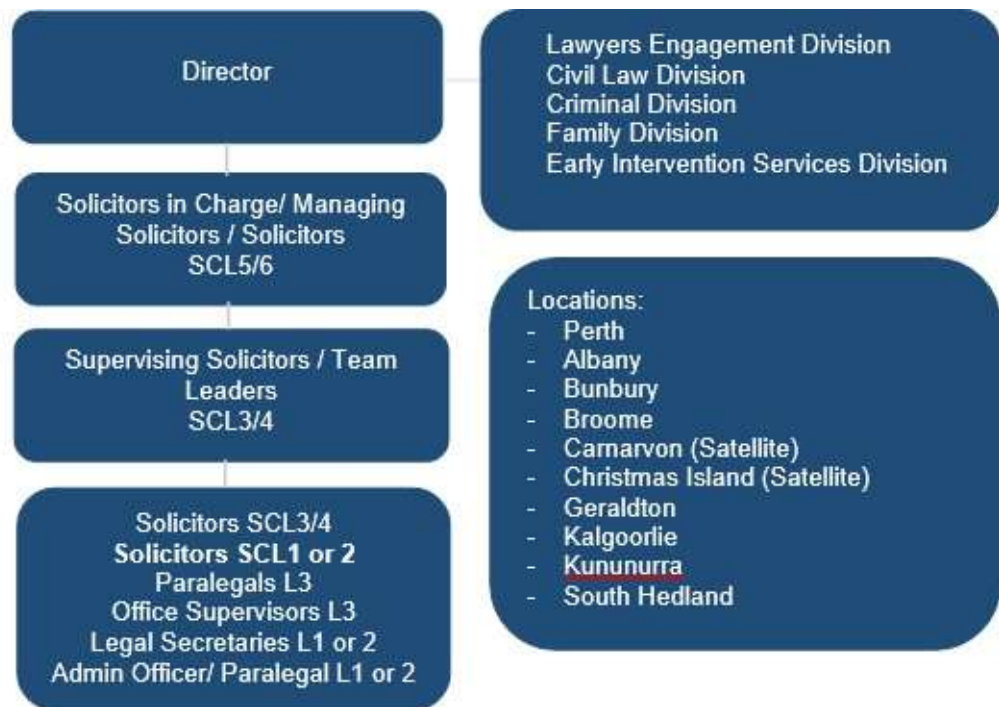 Director
Lawyers Engagement Division
Civil Law Division
Criminal Division
Family Division
Early Intervention Services Division
Solicitors in Charge/ Managing
Solicitors / Solicitors
SCL5/6
Supervising Solicitors / Team
Leaders
SCL3/4
Solicitors SCL3/4
Solicitors SCL1 or 2
Paralegals L3
Office Supervisors L3
Legal Secretaries L1 or 2
Admin Officer/ Paralegal L1 or 2
Locations:
- Perth
- Albany
- Bunbury
- Broome
- Carnarvon (Satellite)
- Christmas Island (Satellite)
- Geraldton
- Kalgoorlie
- Kununurra
- South Hedland